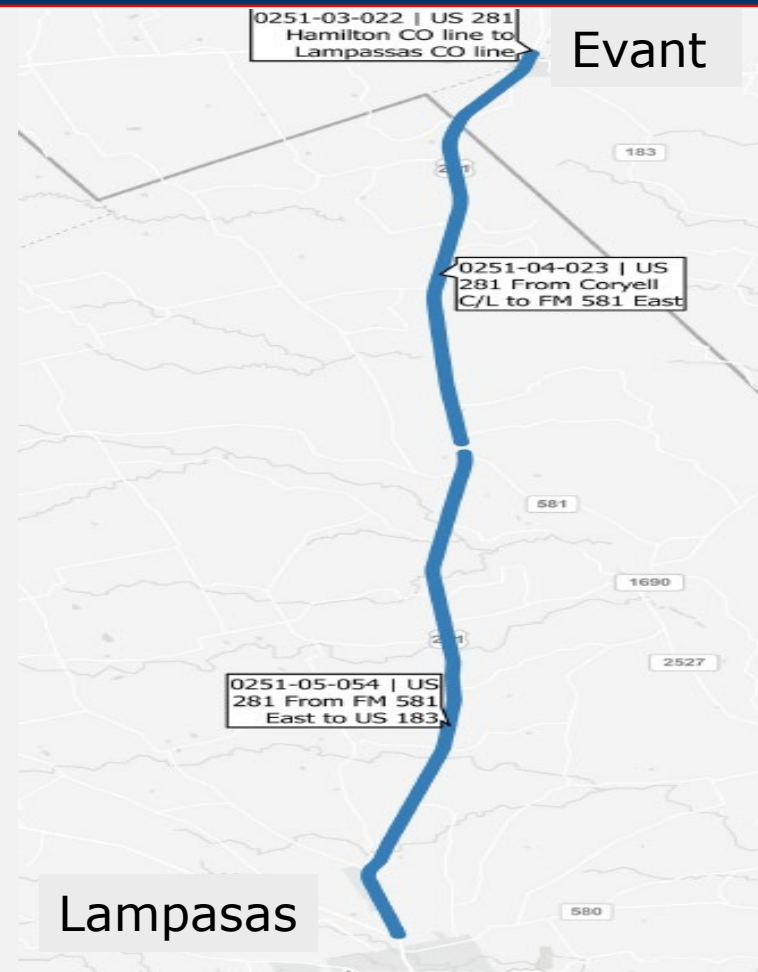 0251-03-022 | US 281
Hamilton CO line to
Lampassas CO line
Evant
183
0251-04-023 | US
281 From Coryell
C/L to FM 581 East
581
1690
2527
0251-05-054 | US
281 From FM 581
East to US 183
Lampasas
580